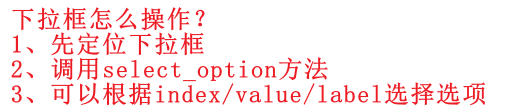 下拉框怎么操作？
1、先定位下拉框
2、调用select_option方法
3、可以根据index/value/label选择选项